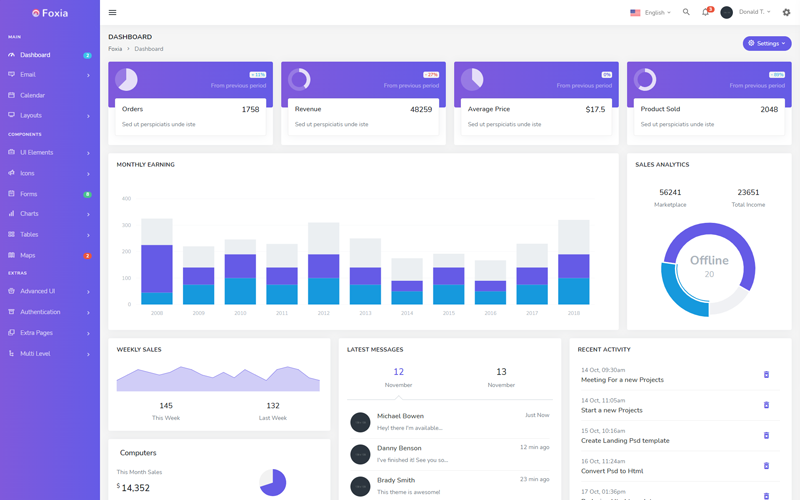 Foxia
English
3
Donald T.
MAIN
Dashboard
2
Email
Calendar
Layouts
COMPONENTS
UI Elements
Icons
Forms
8
Charts
Tables
Maps
2
EXTRAS
Advanced UI
Authentication
Extra Pages
Multi Level
DASHBOARD
Foxia > Dashboard
Settings
From previous period
Orders 1758
Sed ut perspiciatis unde iste
From previous period
Revenue 48259
Sed ut perspiciatis unde iste
0%
From previous period
Average Price $17.5
Sed ut perspiciatis unde iste
From previous period
Product Sold 2048
Sed ut perspiciatis unde iste
MONTHLY EARNING
400
300
200
100
0
2008 2009 2010 2011 2012 2013 2014 2015 2016 2017 2018
SALES ANALYTICS
56241 23651
Marketplace Total Income
Offline
20
WEEKLY SALES
145 132
This Week Last Week
Computers
This Month Sales
$ 14,352
LATEST MESSAGES
12 13
November November
Michael Bowen Just Now
Hey! there I'm available...
Danny Benson 12 min ago
I've finished it! See you so...
Brady Smith 23 min ago
This theme is awesome!
RECENT ACTIVITY
14 Oct, 09:30am
Meeting For a new Projects
14 Oct, 11:05am
Start a new Projects
15 Oct, 10:16am
Create Landing Psd template
16 Oct, 11:24am
Convert Psd to Html
17 Oct, 01:36pm